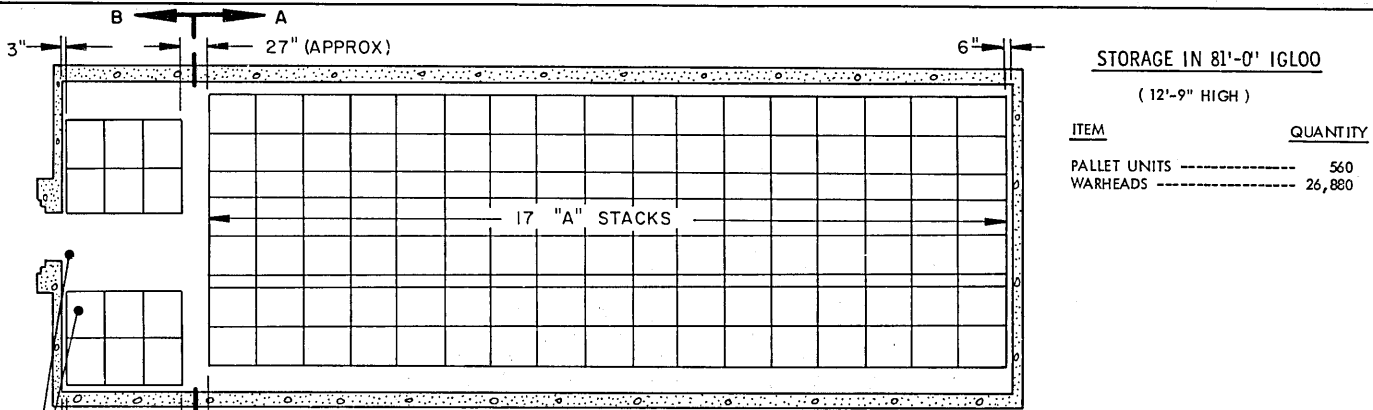 B A
3" 27" (APPROX) 6"
STORAGE IN 81'-0" IGLOO
( 12'-9" HIGH )
ITEM QUANTITY
PALLET UNITS -------------- 560
WARHEADS ---------------- 26,880
17 "A" STACKS